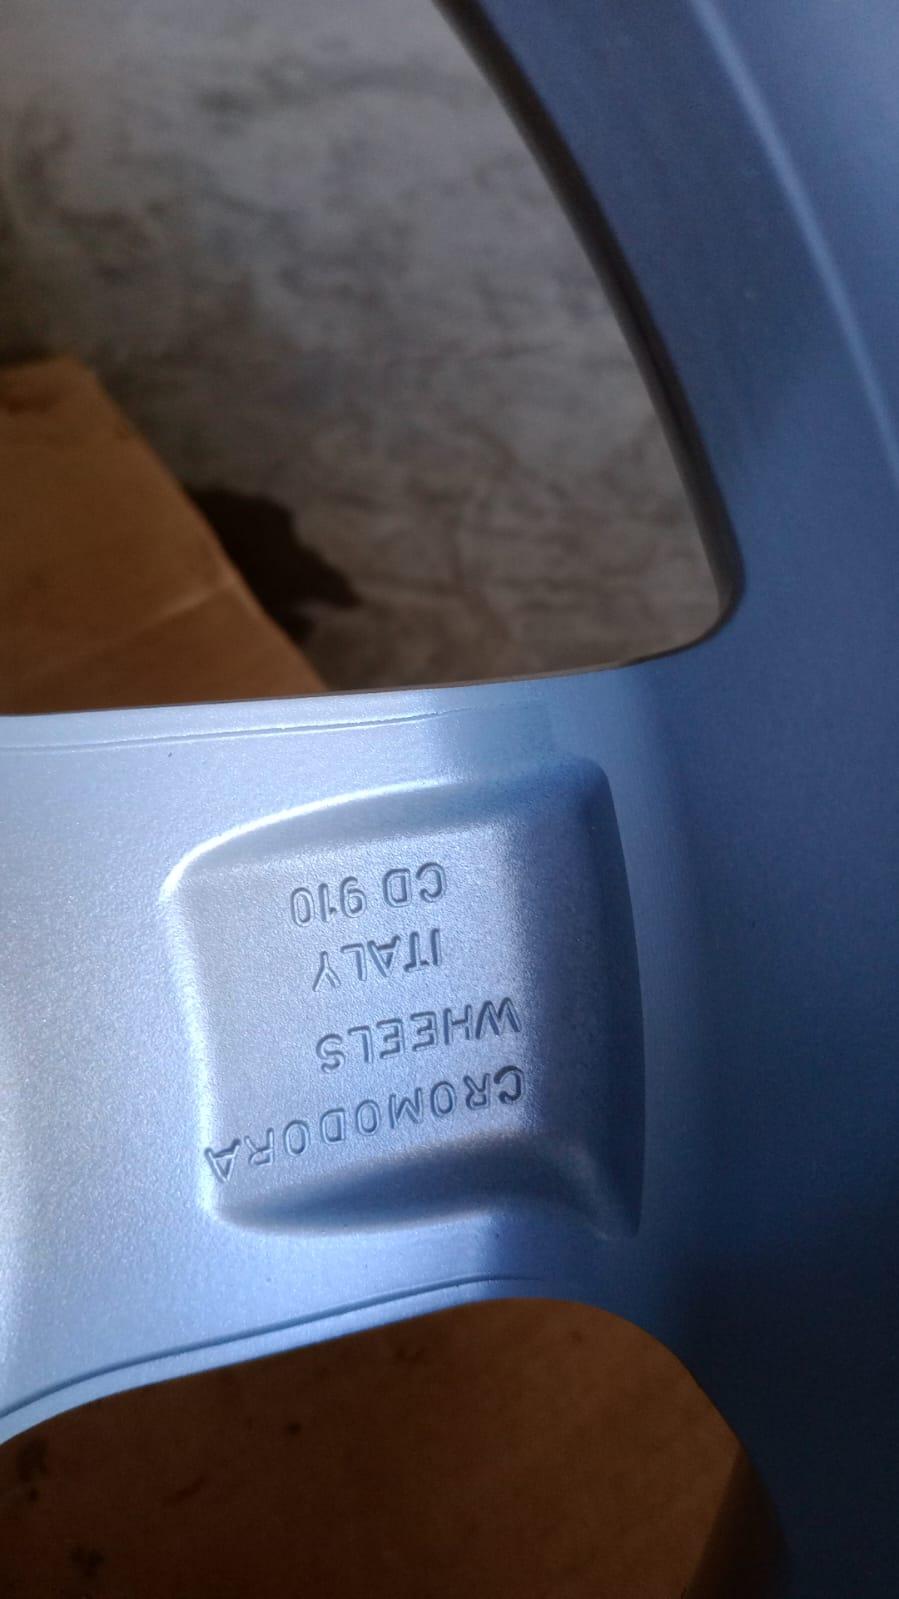 CROMODORA
WHEELS
ITALY
CD 910